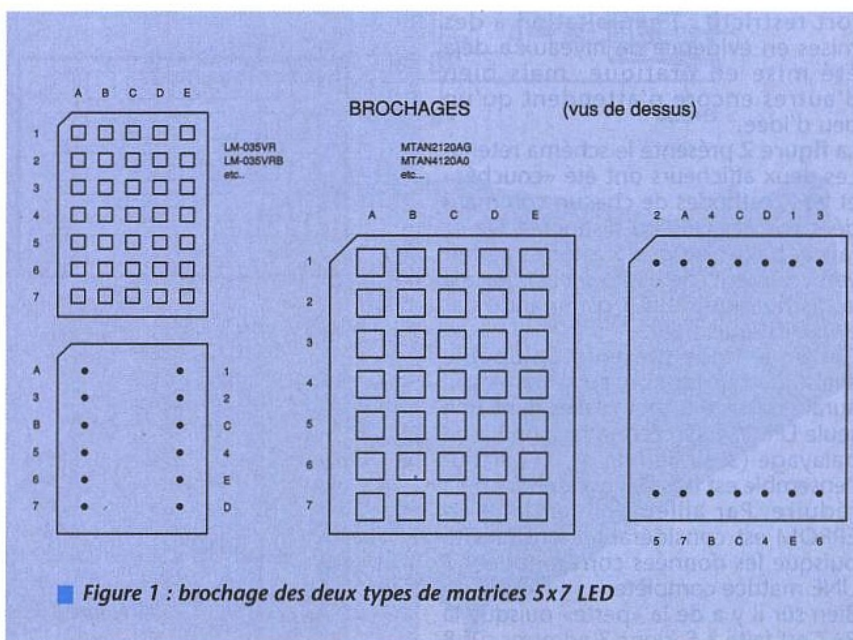 BROCHAGES (vus de dessus)
A B C D E
1
2
3
4
5
6
7
LM-035VR
LM-035VRB
etc..
A 1
3 2
B C
5 4
6 E
7 D
MTAN2120AG
MTAN4120A0
etc...
A B C D E
1
2
3
4
5
6
7
2 A 4 C D 1 3
5 7 B C 4 E 6
Figure 1 : brochage des deux types de matrices 5x7 LED